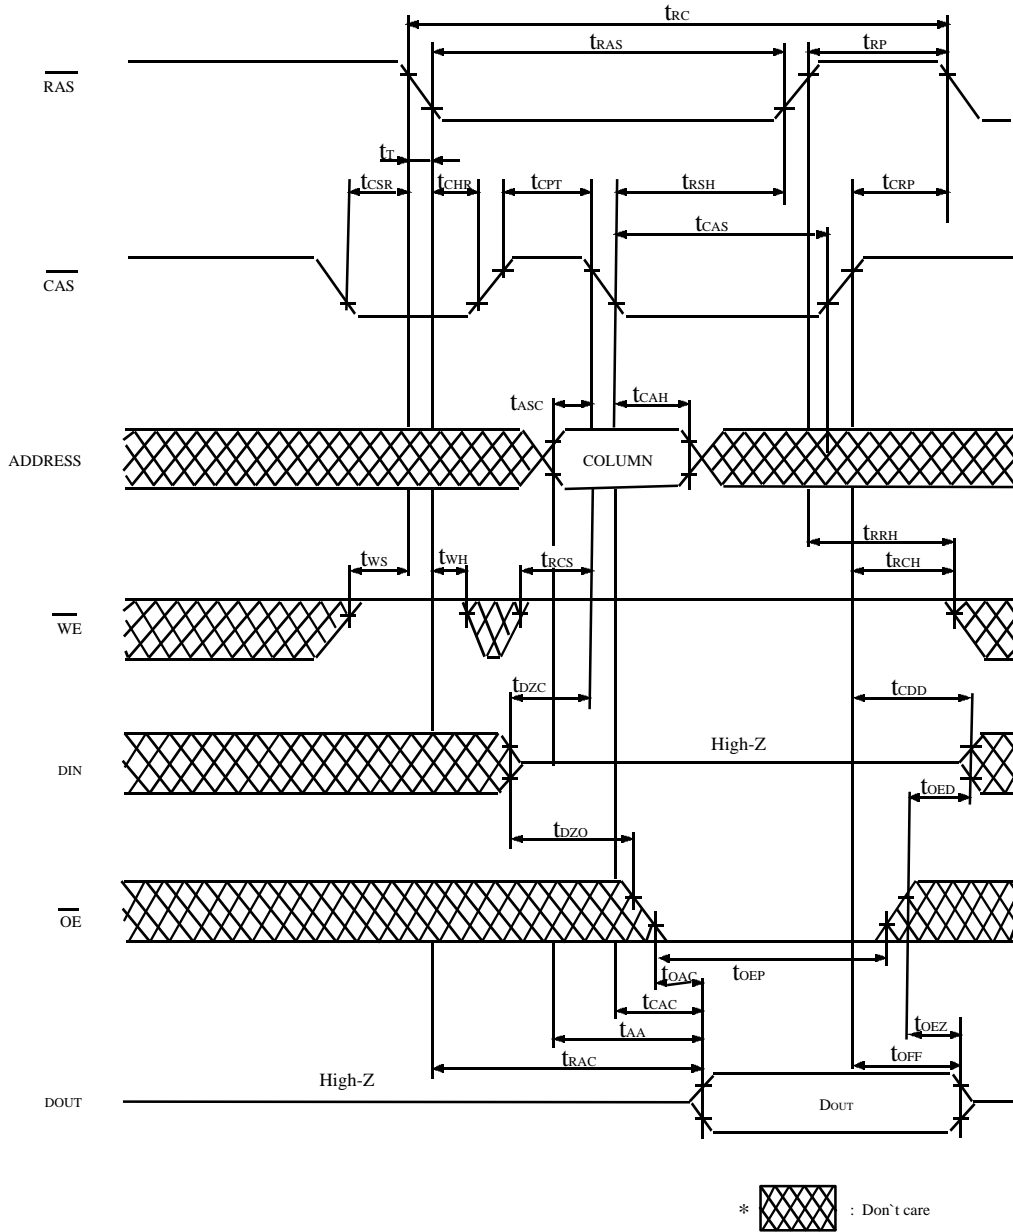 tRC
tRAS
tRP
RAS
tT
tCSR
tCHR
tCPT
tRSH
tCRP
tCAS
CAS
tASC
tCAH
ADDRESS
COLUMN
tRRH
tWS
tWH
tRCS
tRCH
WE
tDZC
tCDD
High-Z
DIN
tOED
tDZO
OE
tOAC
tOEP
tCAC
tOEZ
tAA
tOFF
tRAC
High-Z
DOUT
DOUT
* : Don`t care